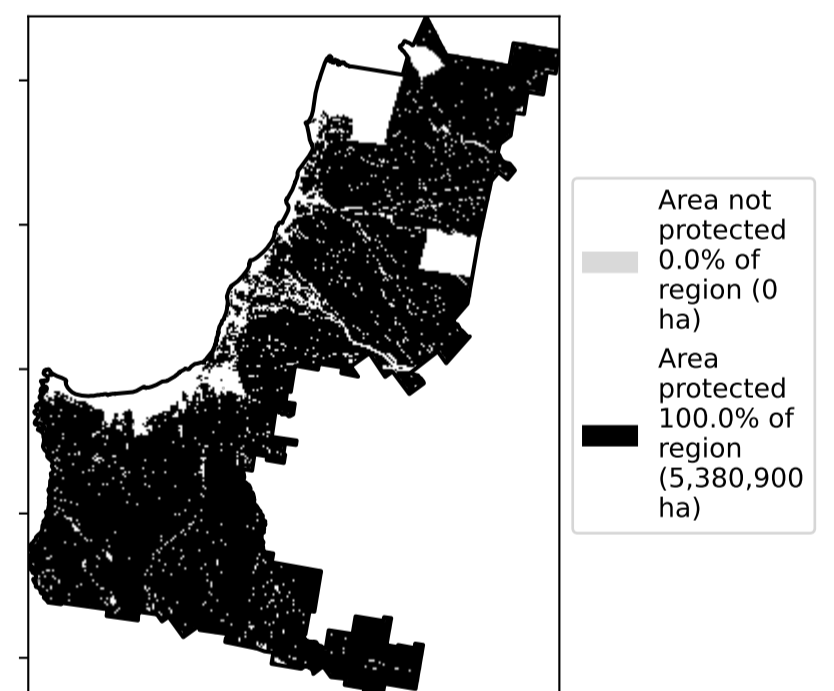 Area not
protected
0.0% of
region (0
ha)
Area
protected
100.0% of
region
(5,380,900
ha)